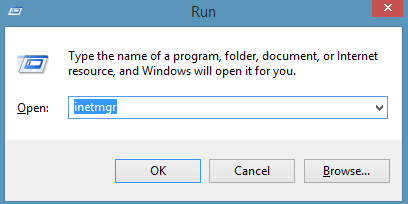 Run
Type the name of a program, folder, document, or Internet
resource, and Windows will open it for you.
Open: inetmgr
OK Cancel Browse...